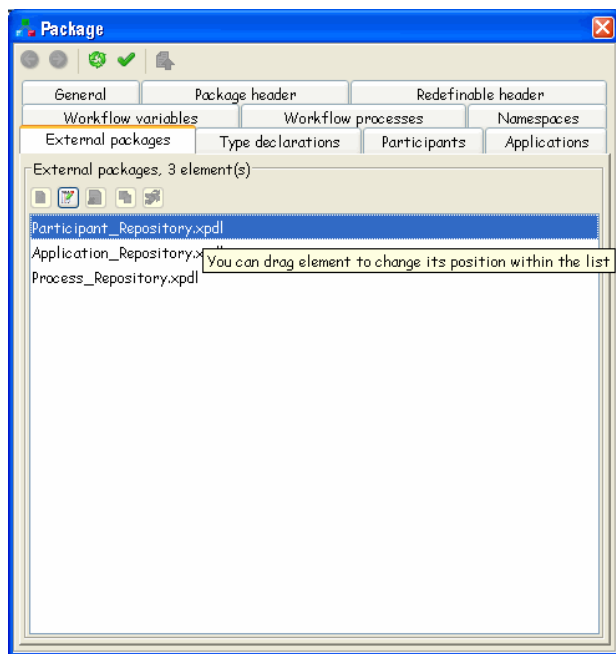 Package
General Package header Redefinable header
Workflow variables Workflow processes Namespaces
External packages Type declarations Participants Applications
External packages, 3 element(s)
Participant_Repository.xpdl
Application_Repository.x
You can drag element to change its position within the list
Process_Repository.xpdl